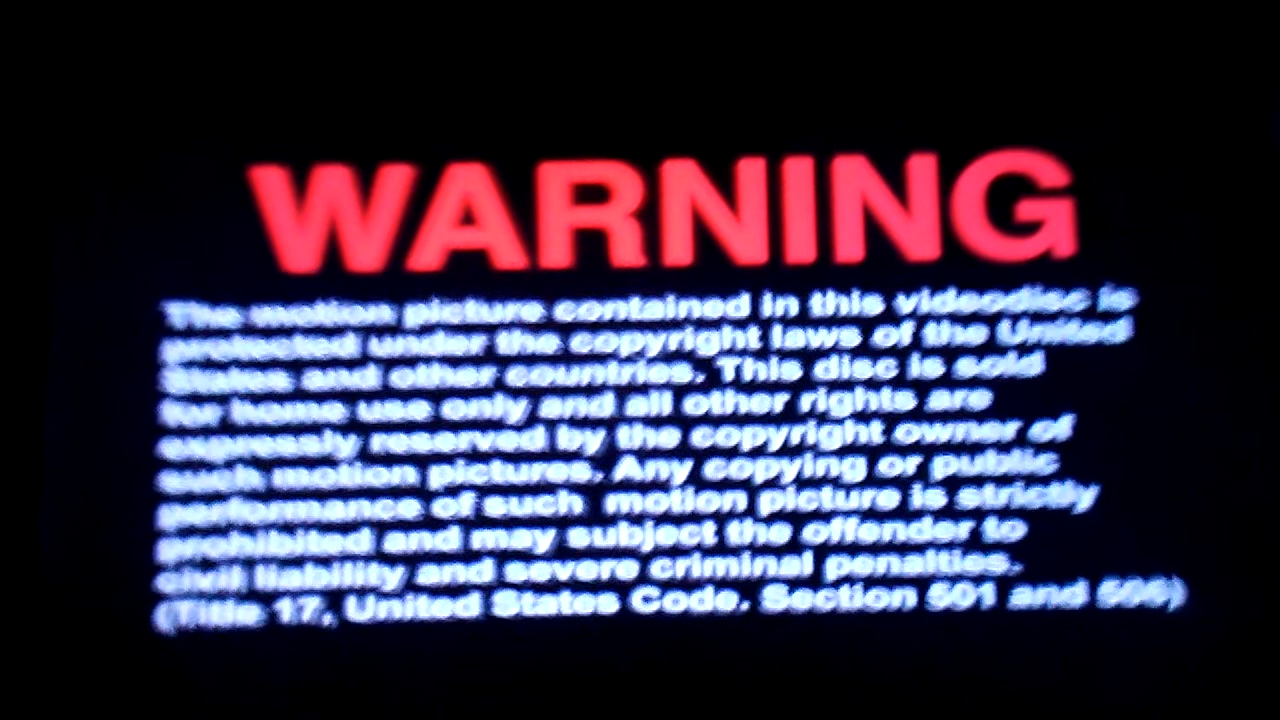 WARNING
The motion picture contained in this videodisc is
protected under the copyright laws of the United
States and other countries. This disc is sold
for home use only and all other rights are
expressly reserved by the copyright owner of
such motion pictures. Any copying or public
performance of such motion picture is strictly
prohibited and may subject the offender to
civil liability and severe criminal penalties.
(Title 17, United States Code. Section 501 and 506)